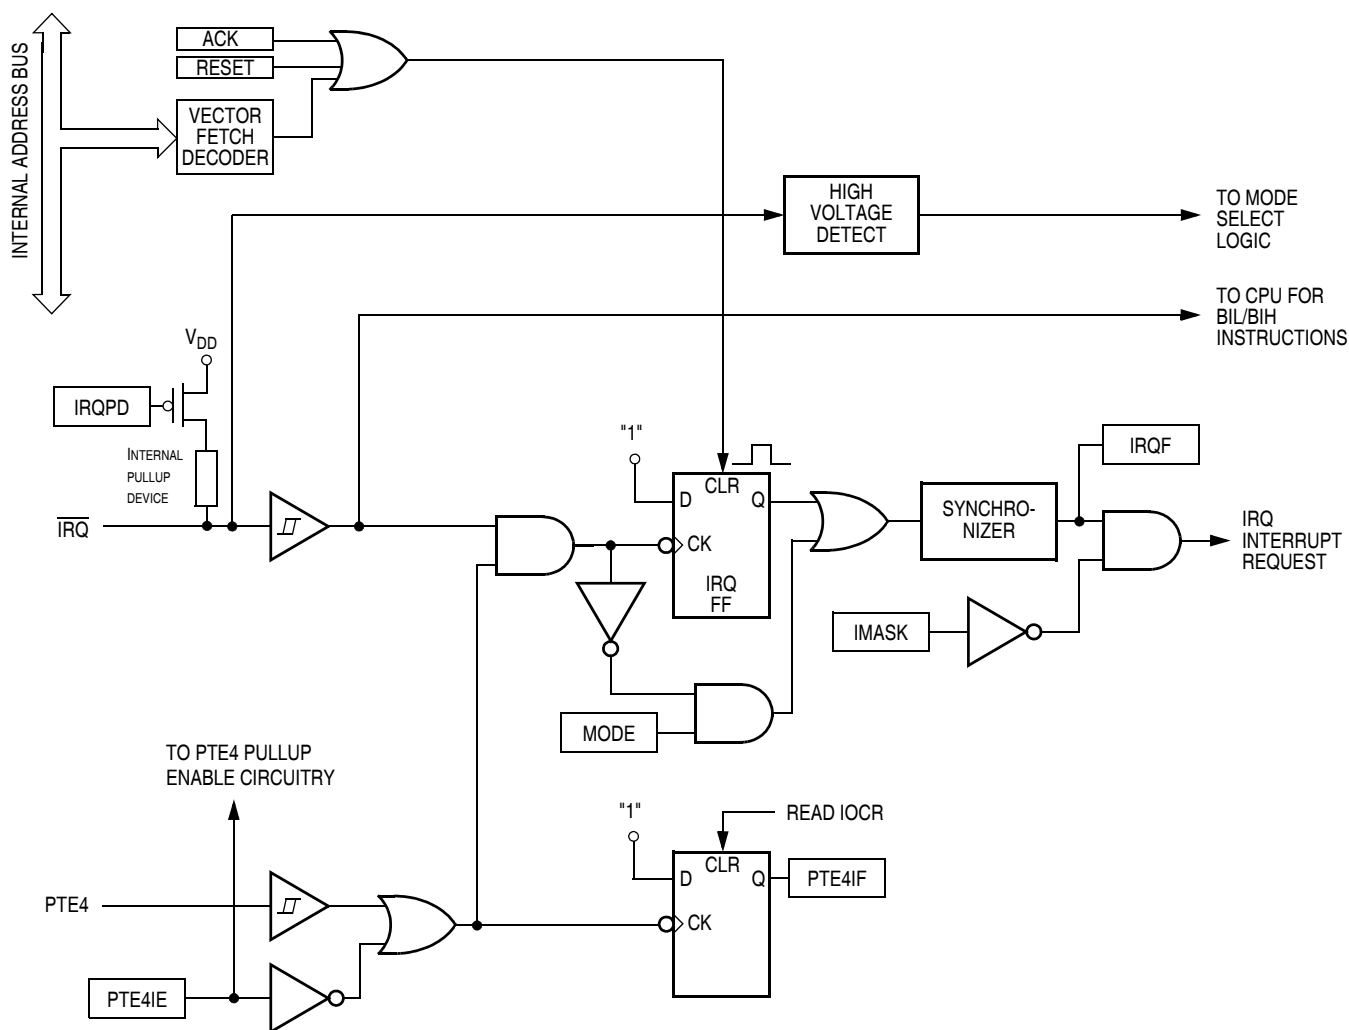 INTERNAL ADDRESS BUS
ACK
RESET
VECTOR
FETCH
DECODER
HIGH
VOLTAGE
DETECT
TO MODE
SELECT
LOGIC
TO CPU FOR
BIL/BIH
INSTRUCTIONS
VDD
IRQPD
INTERNAL
PULLUP
DEVICE
IRQ
"1"
D
CLR
Q
CK
IRQ
FF
SYNCHRO-
NIZER
IRQF
IRQ
INTERRUPT
REQUEST
IMASK
MODE
TO PTE4 PULLUP
ENABLE CIRCUITRY
"1"
READ IOCR
D
CLR
Q
CK
PTE4IF
PTE4
PTE4IE